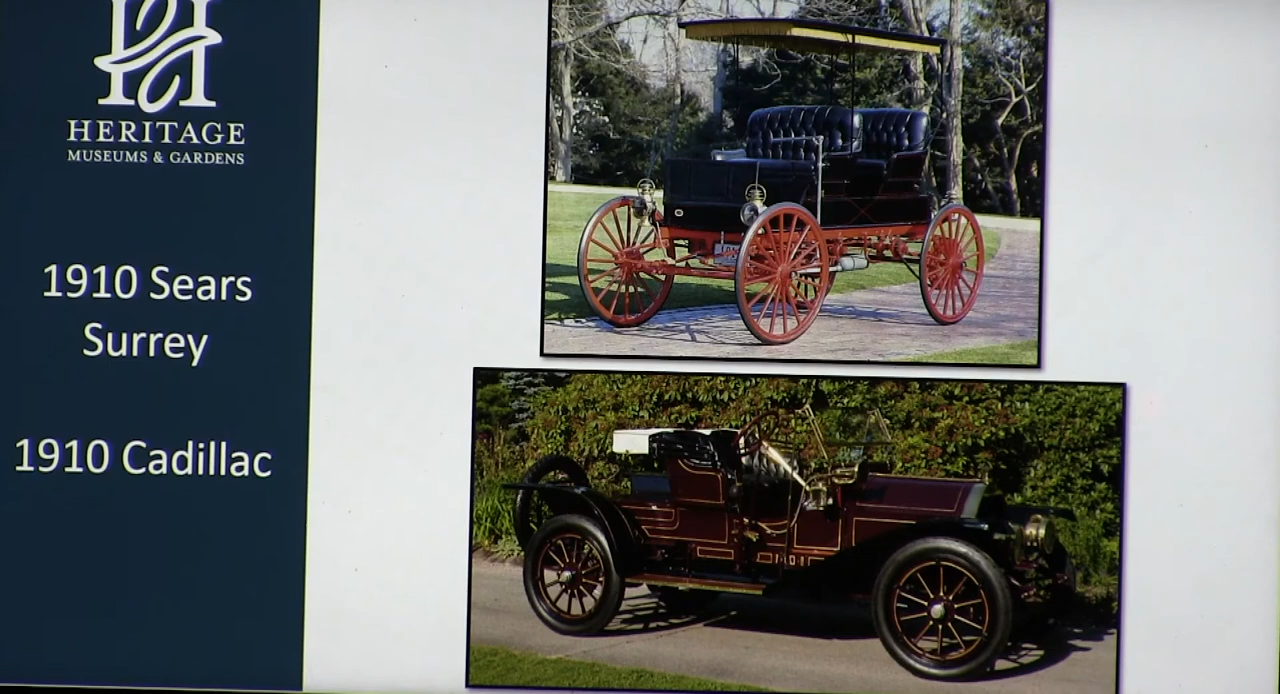 HERITAGE
MUSEUMS & GARDENS
1910 Sears
Surrey
1910 Cadillac